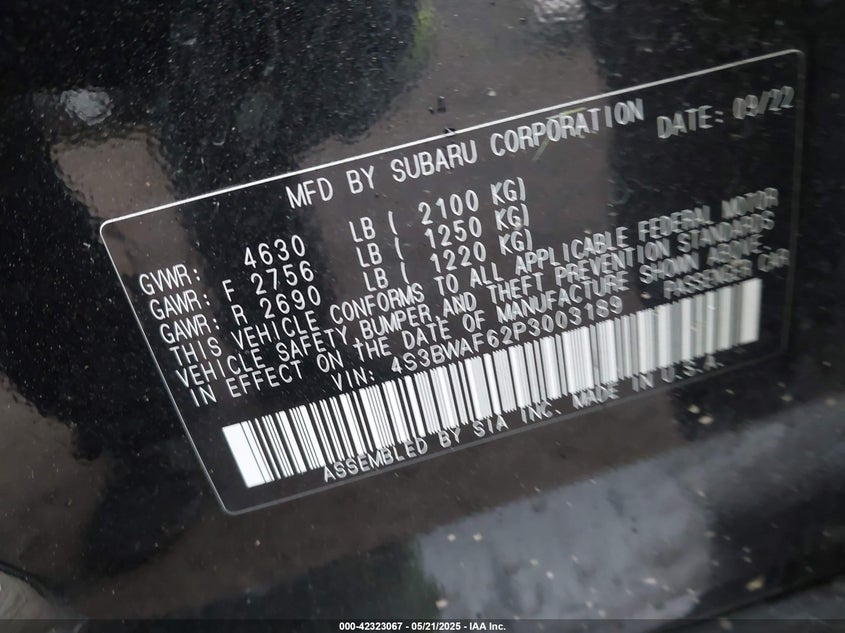 MFD BY SUBARU CORPORATION DATE: 09/22
GVWR: 4630 LB ( 2100 KG)
GAWR: F 2756 LB ( 1250 KG)
GAWR: R 2690 LB ( 1220 KG)
THIS VEHICLE CONFORMS TO ALL APPLICABLE FEDERAL MOTOR
VEHICLE SAFETY, BUMPER, AND THEFT PREVENTION STANDARDS
IN EFFECT ON THE DATE OF MANUFACTURE SHOWN ABOVE.
VIN: 4S3BWAF62P3003189 PASSENGER CAR
ASSEMBLED BY SIA INC. MADE IN U.S.A.
000-42323067 - 05/21/2025 - IAA Inc.